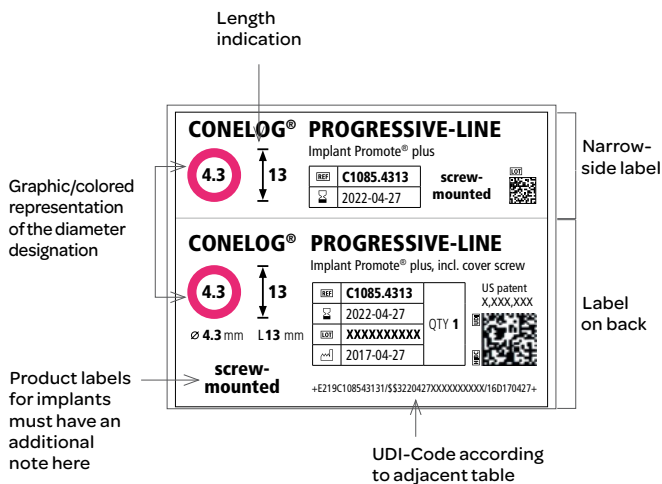 Length
indication
CONELOG® PROGRESSIVE-LINE
Implant Promote® plus
4.3
13
REF C1085.4313
2022-04-27
screw-
mounted
LOT
Narrow-
side label
Graphic/colored
representation
of the diameter
designation
CONELOG® PROGRESSIVE-LINE
Implant Promote® plus, incl. cover screw
4.3
13
⌀ 4.3 mm L 13 mm
REF C1085.4313
2022-04-27
LOT XXXXXXXXXX
2017-04-27
QTY 1
US patent
X,XXX,XXX
Label
on back
screw-
mounted
+E219C108543131/$$3220427XXXXXXXXXX/16D170427+
Product labels
for implants
must have an
additional
note here
UDI-Code according
to adjacent table